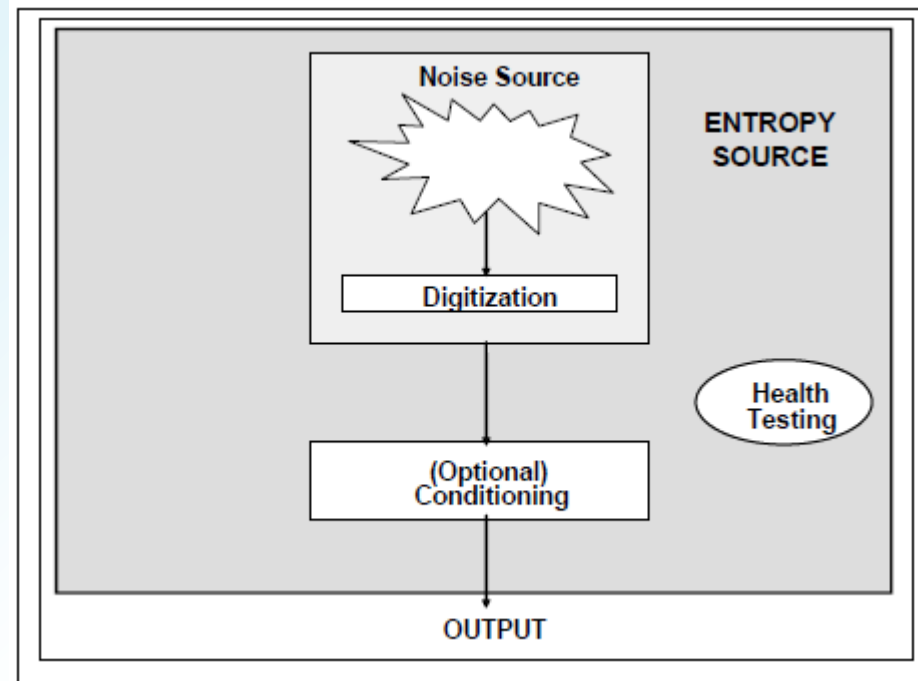 Noise Source
ENTROPY
SOURCE
Digitization
Health
Testing
(Optional)
Conditioning
OUTPUT